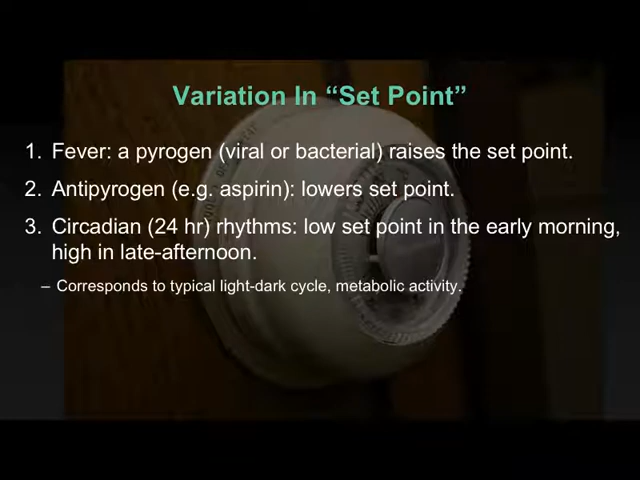 Variation In “Set Point”
1. Fever: a pyrogen (viral or bacterial) raises the set point.
2. Antipyrogen (e.g. aspirin): lowers set point.
3. Circadian (24 hr) rhythms: low set point in the early morning,
high in late-afternoon.
– Corresponds to typical light-dark cycle, metabolic activity.